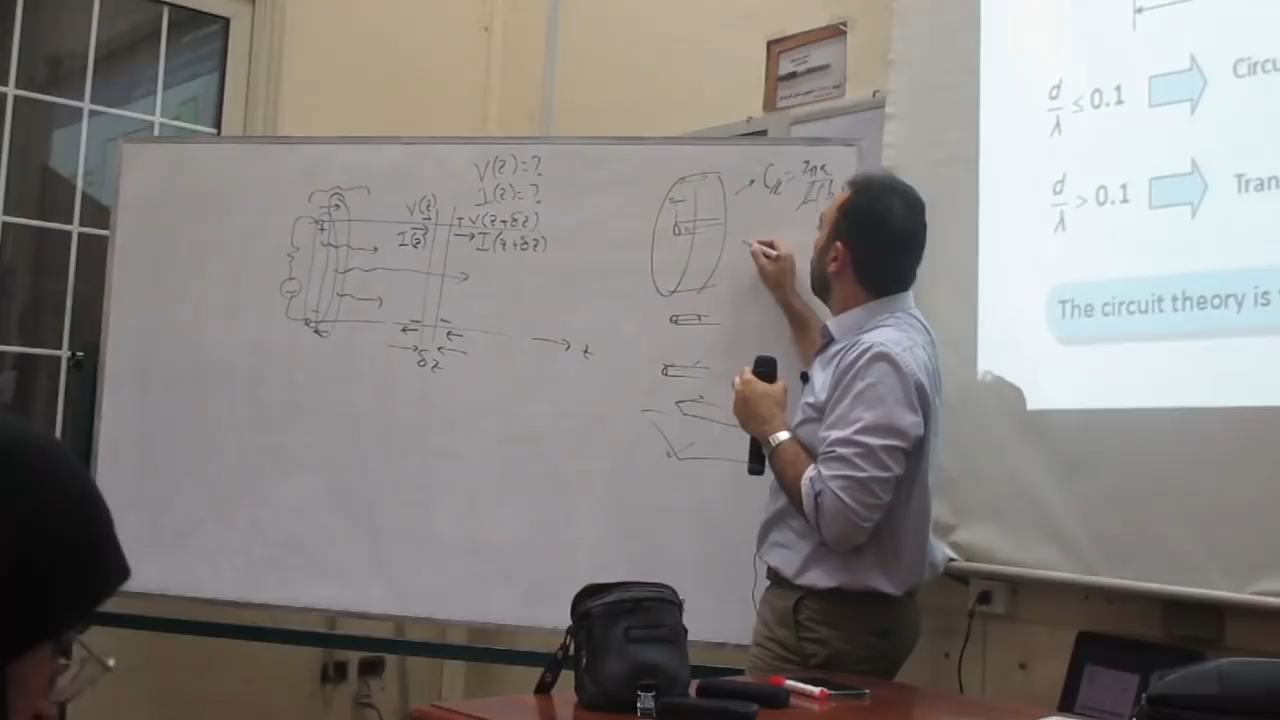 V(z)=?
I(z)=?
V(z)
+ V(z+δz)
I(z)
→ I(z+δz)
δz
d/λ ≤ 0.1
Circu
d/λ > 0.1
Tran
The circuit theory is